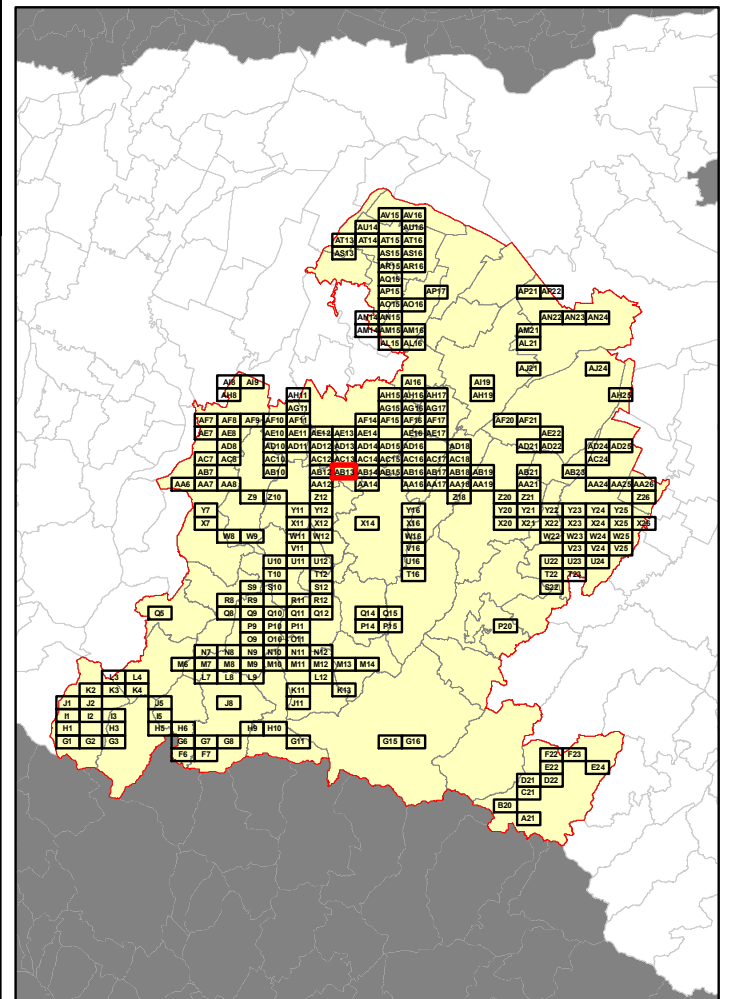 AV15 AV16
AU14 AU16
AT13 AT14 AT15 AT16
AS13 AS15 AS16
AR15 AR16
AQ15
AP15 AP17 AP21 AP22
AO15 AO16
AN14 AN15 AN22 AN23 AN24
AM14 AM15 AM16 AM21
AL15 AL16 AL21
AJ21 AJ24
AI8 AI9 AI16 AI19
AH8 AH11 AH15 AH16 AH17 AH19 AH25
AG11 AG15 AG16 AG17
AF7 AF8 AF9 AF10 AF11 AF14 AF15 AF16 AF17 AF20 AF21
AE7 AE8 AE10 AE11 AE12 AE13 AE14 AE16 AE17 AE22
AD8 AD10 AD11 AD12 AD13 AD14 AD15 AD16 AD18 AD21 AD22 AD24 AD25
AC7 AC8 AC10 AC12 AC13 AC14 AC15 AC16 AC17 AC18 AC24
AB7 AB10 AB12 AB13 AB14 AB15 AB16 AB17 AB18 AB19 AB21 AB23
AA6 AA7 AA8 AA12 AA14 AA16 AA17 AA18 AA19 AA21 AA24 AA25 AA26
Z9 Z10 Z12 Z18 Z20 Z21 Z26
Y7 Y11 Y12 Y16 Y20 Y21 Y22 Y23 Y24 Y25
X7 X11 X12 X14 X16 X20 X21 X22 X23 X24 X25 X26
W8 W9 W11 W12 W16 W22 W23 W24 W25
V11 V16 V23 V24 V25
U10 U11 U12 U16 U22 U23 U24
T10 T12 T16 T22 T23
S9 S10 S12 S22
R8 R9 R11 R12
Q5 Q8 Q9 Q10 Q11 Q12 Q14 Q15
P9 P10 P11 P14 P15 P20
O9 O10 O11
N7 N8 N9 N10 N11 N12
M6 M7 M8 M9 M10 M11 M12 M13 M14
L3 L4 L7 L8 L9 L12
K2 K3 K4 K11 K13
J1 J2 J5 J8 J11
I1 I2 I3 I5
H1 H3 H5 H6 H9 H10
G1 G2 G3 G6 G7 G8 G11 G15 G16
F6 F7 F22 F23
E22 E24
D21 D22
C21
B20
A21